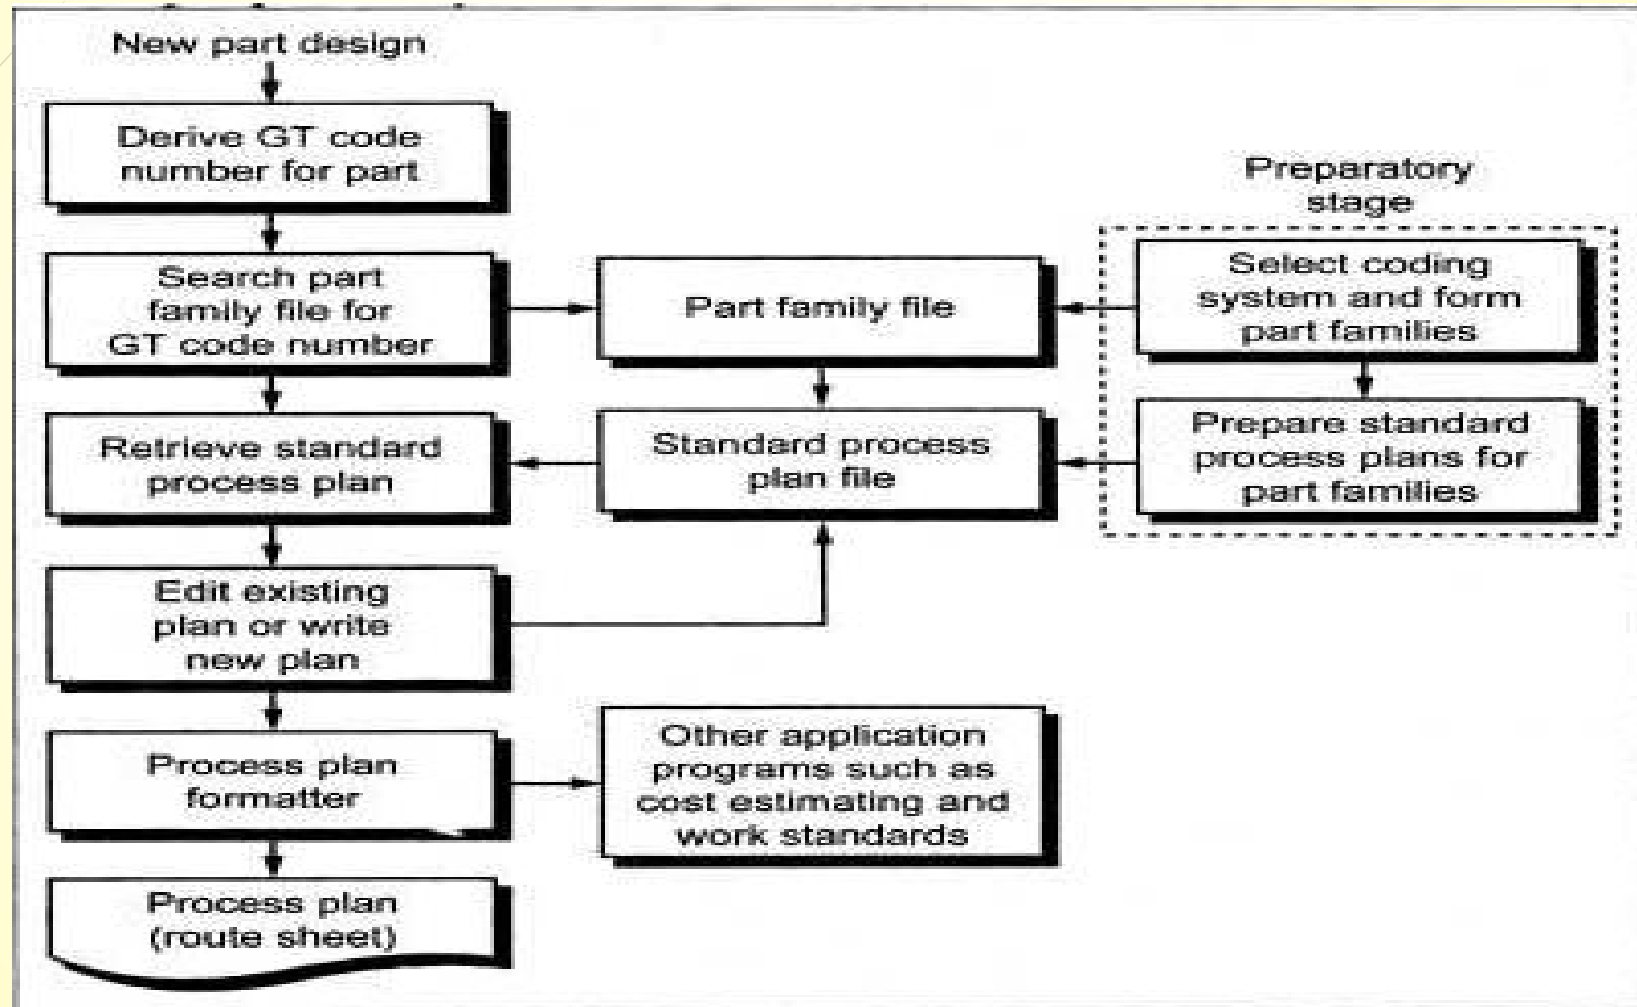 New part design
Derive GT code
number for part
Search part
family file for
GT code number
Retrieve standard
process plan
Edit existing
plan or write
new plan
Process plan
formatter
Process plan
(route sheet)
Part family file
Standard process
plan file
Other application
programs such as
cost estimating and
work standards
Preparatory
stage
Select coding
system and form
part families
Prepare standard
process plans for
part families